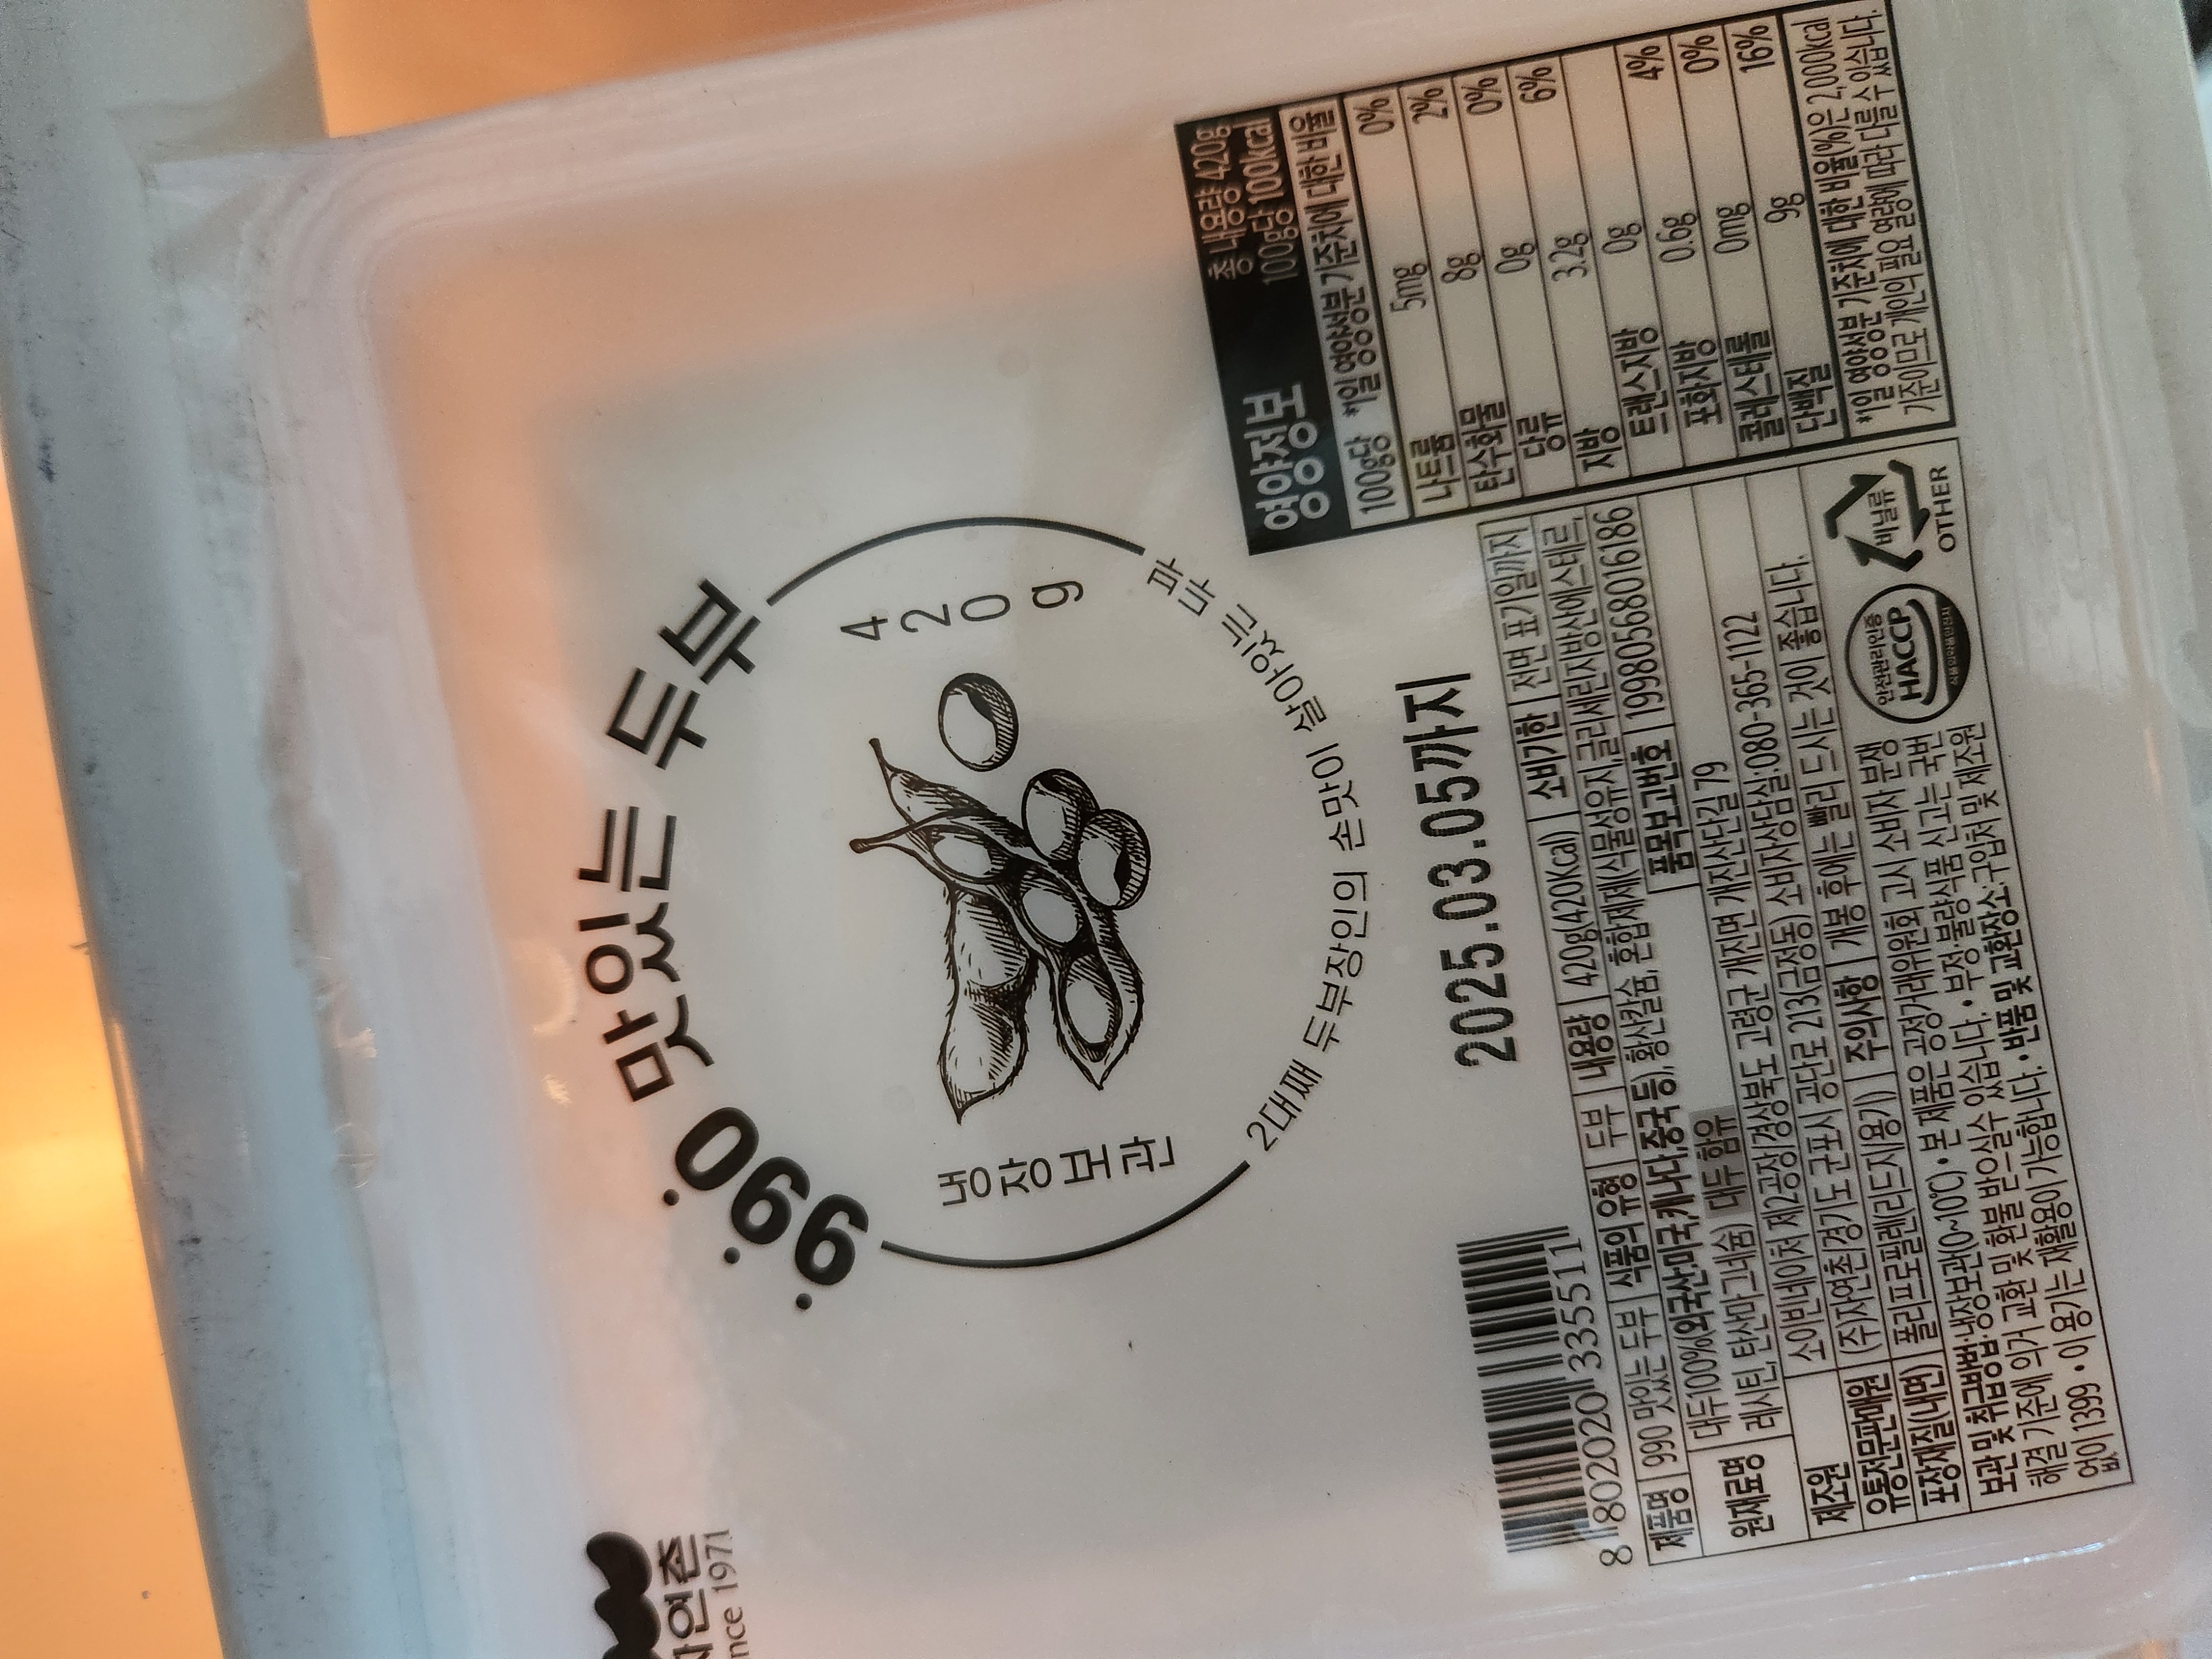 자연촌
nce 1971
990 맛있는 두부
420g
냉장보관
2대째 두부장인의 손맛이 살아있는
2025.03.05까지
영양정보
총 내용량 420g
100g당 100kcal
100g당 *1일 영양성분 기준치에 대한 비율
나트륨 5mg 0%
탄수화물 8g 2%
당류 0g 0%
지방 3.2g 6%
트랜스지방 0g
포화지방 0.6g 4%
콜레스테롤 0mg 0%
단백질 9g 16%
*1일 영양성분 기준치에 대한 비율(%)은 2,000kcal
기준이므로 개인의 필요 열량에 따라 다를 수 있습니다.
8 802020 335511
제품명 990 맛있는 두부 식품의 유형 두부 내용량 420g(420Kcal) 소비기한 전면 표기일까지
원재료명 대두100%(외국산:미국,캐나다,중국 등), 황산칼슘, 혼합제제(식물성유지,글리세린지방산에스테르,
레시틴, 탄산마그네슘) 대두 함유 품목보고번호 19980568016186
제조원 소이빈네이처 제2공장/경상북도 고령군 개진면 개진산단길 79
유통전문판매원 (주)자연촌/경기도 군포시 공단로 213(금정동) 소비자상담실:080-365-1122
포장재질(내면) 폴리프로필렌(리드지/용기) 주의사항 개봉 후에는 빨리 드시는 것이 좋습니다.
보관 및 취급방법:냉장보관(0~10℃) • 본 제품은 공정거래위원회 고시 소비자 분쟁
해결 기준에 의거 교환 및 환불 받으실수 있습니다. • 부정·불량식품 신고는 국번
없이 1399 • 이 용기는 재활용이 가능합니다. • 반품 및 교환장소:구입처 및 제조원
안전관리인증
HACCP
식품의약품안전처
비닐류
OTHER